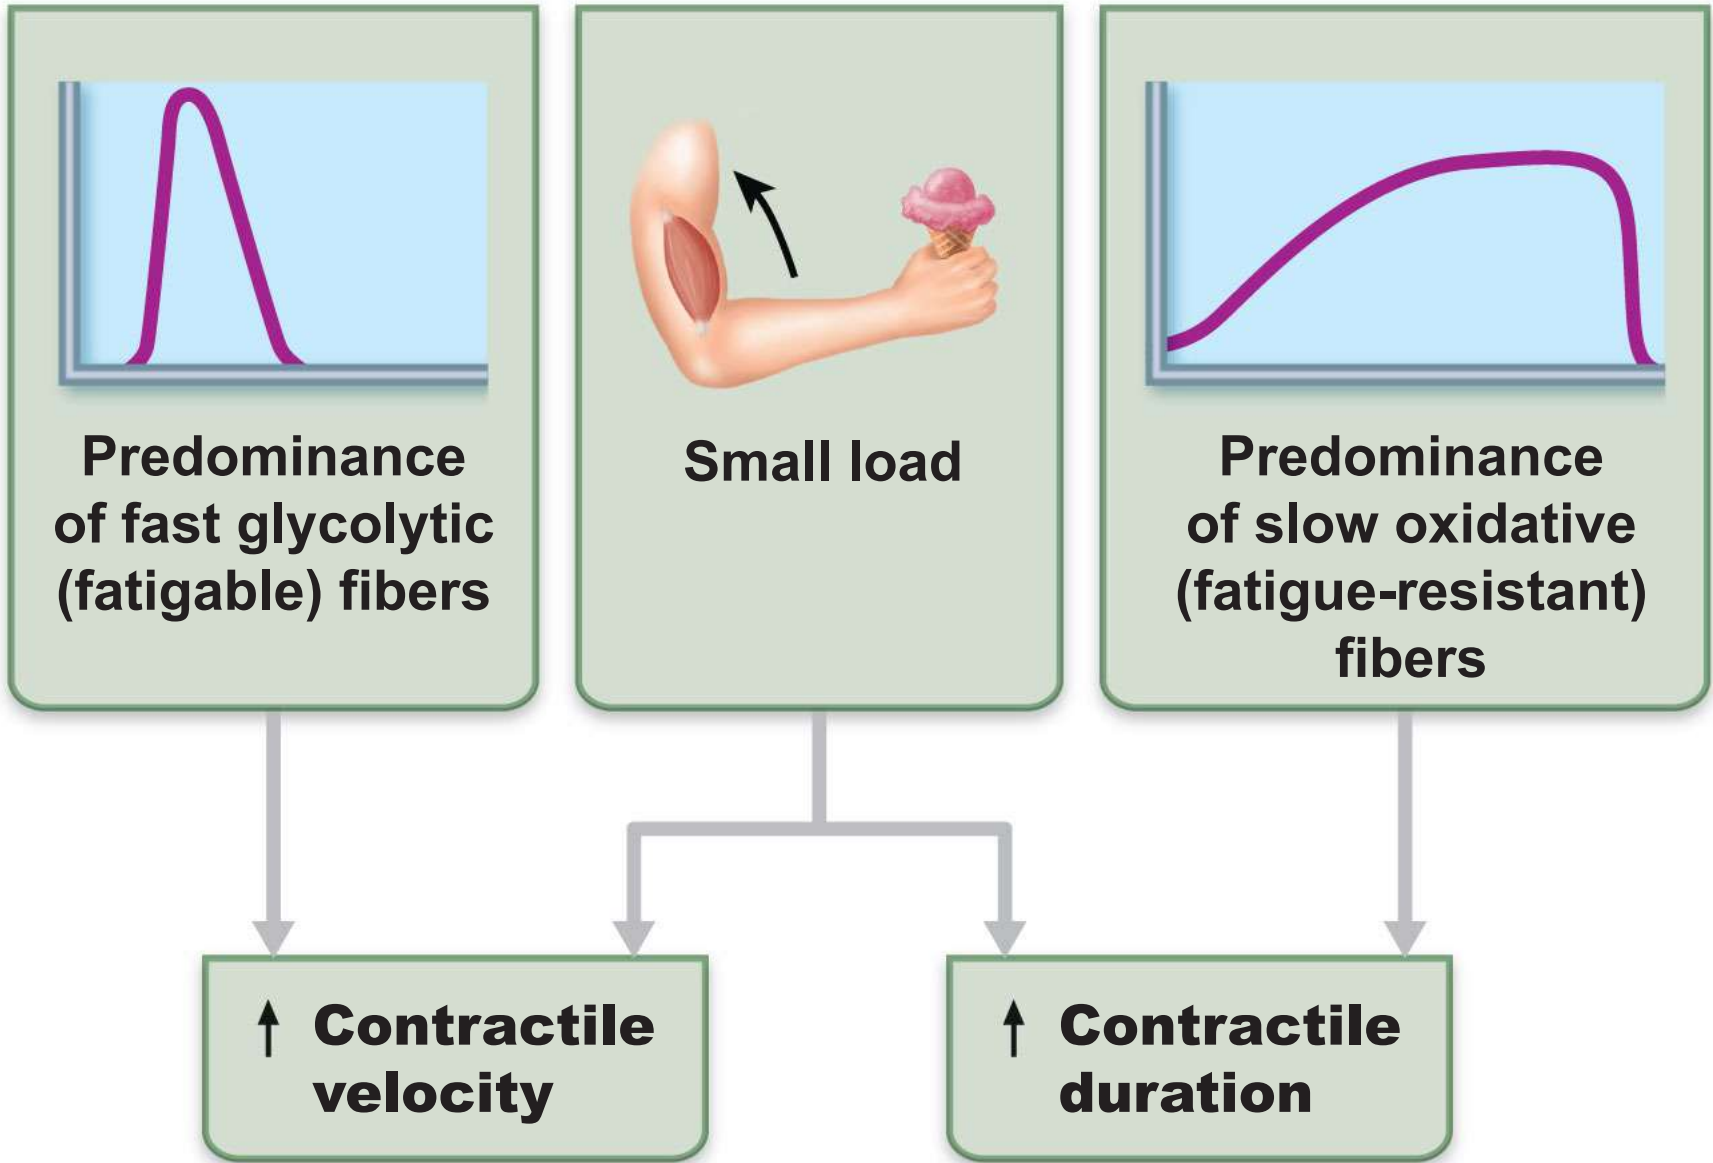 Predominance
of fast glycolytic
(fatigable) fibers
Small load
Predominance
of slow oxidative
(fatigue-resistant)
fibers
↑ Contractile
velocity
↑ Contractile
duration